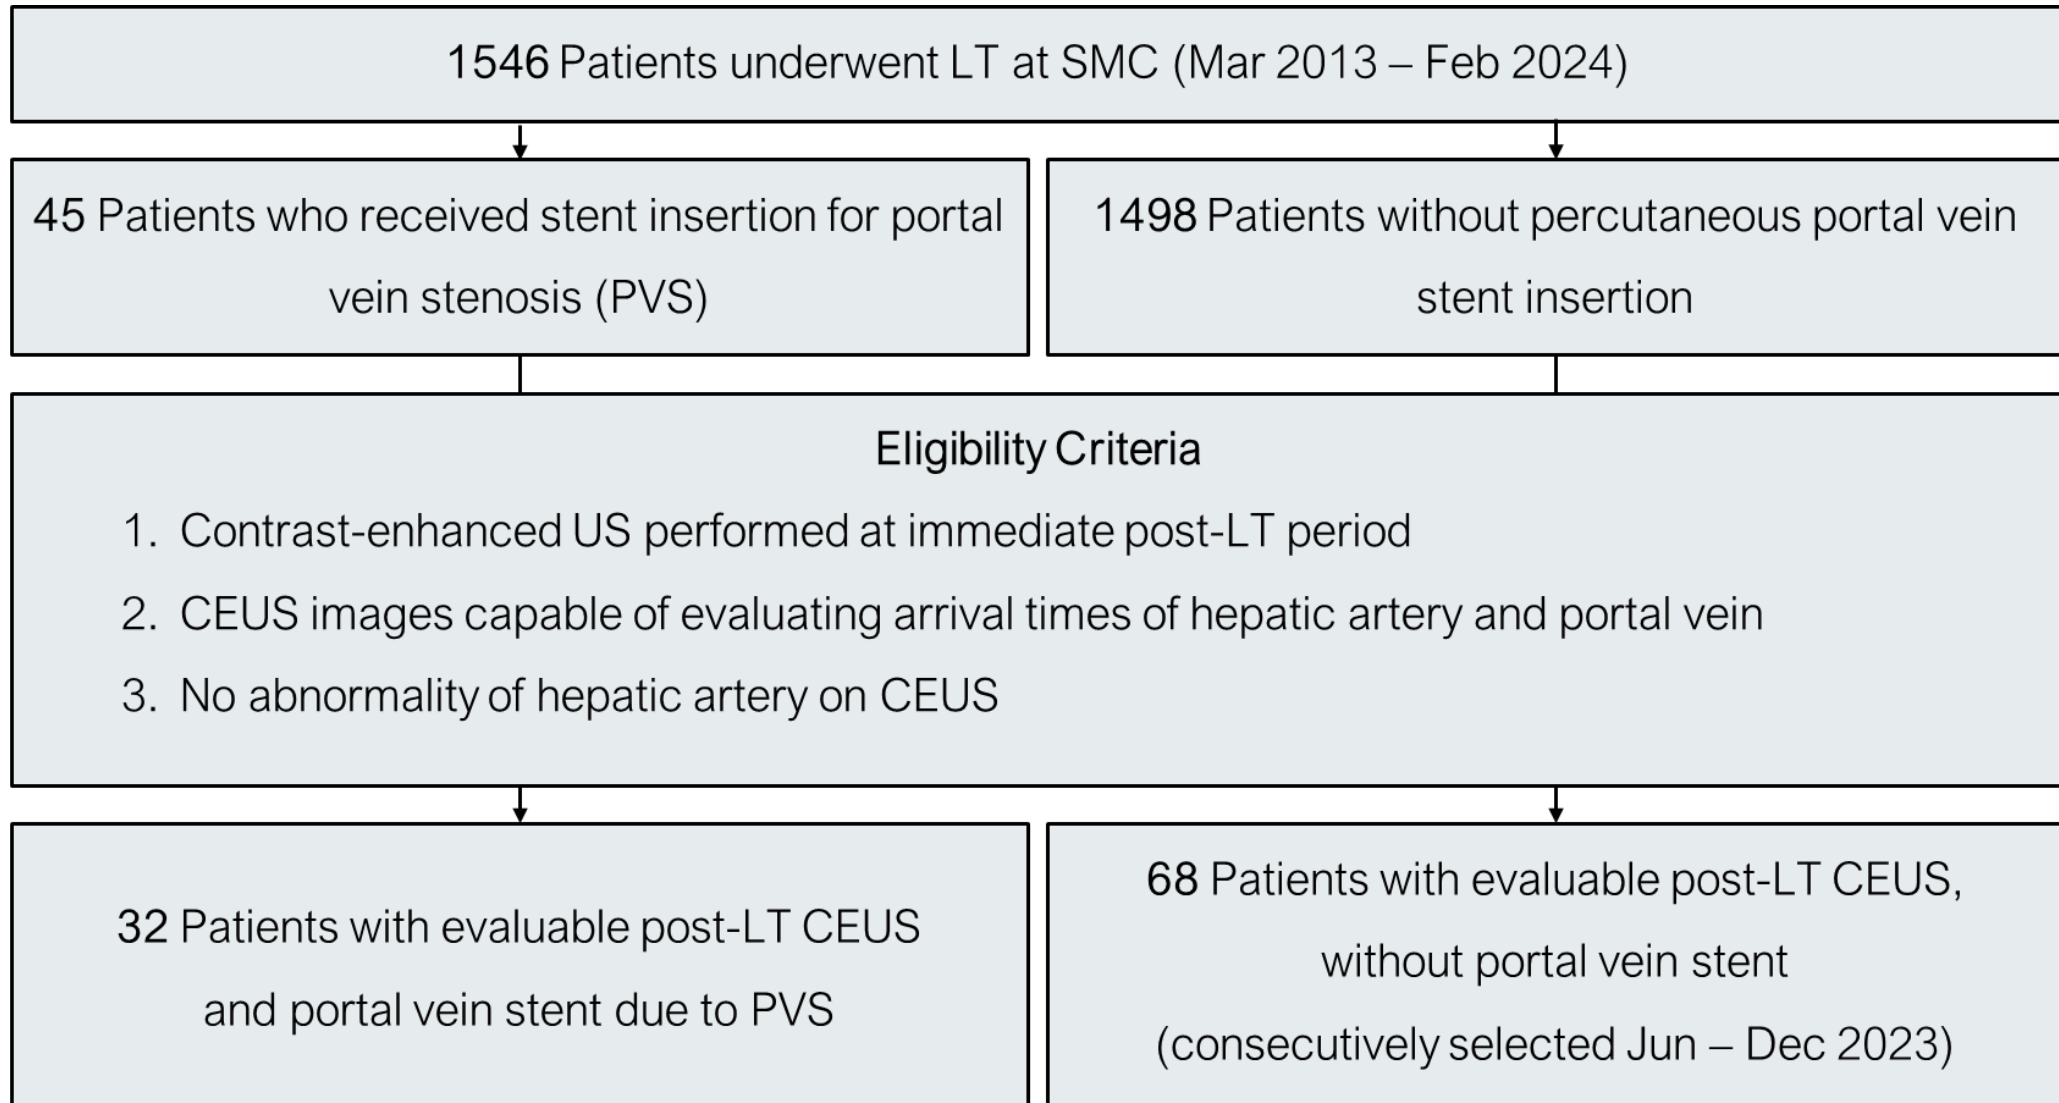 1546 Patients underwent LT at SMC (Mar 2013 – Feb 2024)
45 Patients who received stent insertion for portal
vein stenosis (PVS)
1498 Patients without percutaneous portal vein
stent insertion
Eligibility Criteria
1. Contrast-enhanced US performed at immediate post-LT period
2. CEUS images capable of evaluating arrival times of hepatic artery and portal vein
3. No abnormality of hepatic artery on CEUS
32 Patients with evaluable post-LT CEUS
and portal vein stent due to PVS
68 Patients with evaluable post-LT CEUS,
without portal vein stent
(consecutively selected Jun – Dec 2023)